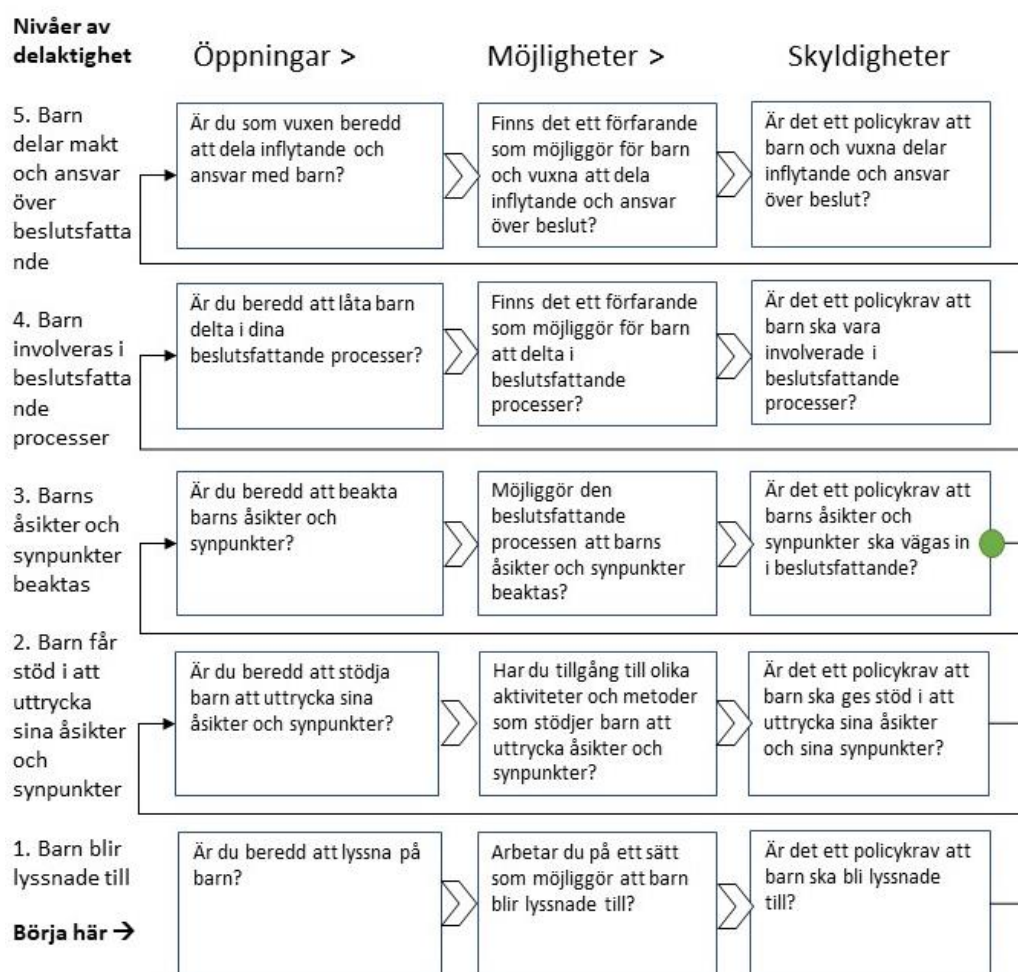 Nivåer av
delaktighet
Öppningar >
Möjligheter >
Skyldigheter
5. Barn
delar makt
och ansvar
över
beslutsfatta
nde
Är du som vuxen beredd
att dela inflytande och
ansvar med barn?
Finns det ett förfarande
som möjliggör för barn
och vuxna att dela
inflytande och ansvar
över beslut?
Är det ett policykrav att
barn och vuxna delar
inflytande och ansvar
över beslut?
4. Barn
involveras i
beslutsfatta
nde
processer
Är du beredd att låta barn
delta i dina
beslutsfattande processer?
Finns det ett förfarande
som möjliggör för barn
att delta i
beslutsfattande
processer?
Är det ett policykrav att
barn ska vara
involverade i
beslutsfattande
processer?
3. Barns
åsikter och
synpunkter
beaktas
Är du beredd att beakta
barns åsikter och
synpunkter?
Möjliggör den
beslutsfattande
processen att barns
åsikter och synpunkter
beaktas?
Är det ett policykrav att
barns åsikter och
synpunkter ska vägas in
i beslutsfattande?
2. Barn får
stöd i att
uttrycka
sina åsikter
och
synpunkter
Är du beredd att stödja
barn att uttrycka sina
åsikter och synpunkter?
Har du tillgång till olika
aktiviteter och metoder
som stödjer barn att
uttrycka åsikter och
synpunkter?
Är det ett policykrav att
barn ska ges stöd i att
uttrycka sina åsikter
och sina synpunkter?
1. Barn blir
lyssnade till
Är du beredd att lyssna på
barn?
Arbetar du på ett sätt
som möjliggör att barn
blir lyssnade till?
Är det ett policykrav att
barn ska bli lyssnade
till?
Börja här →